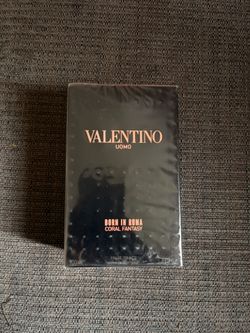 VALENTINO
UOMO
BORN IN ROMA
CORAL FANTASY